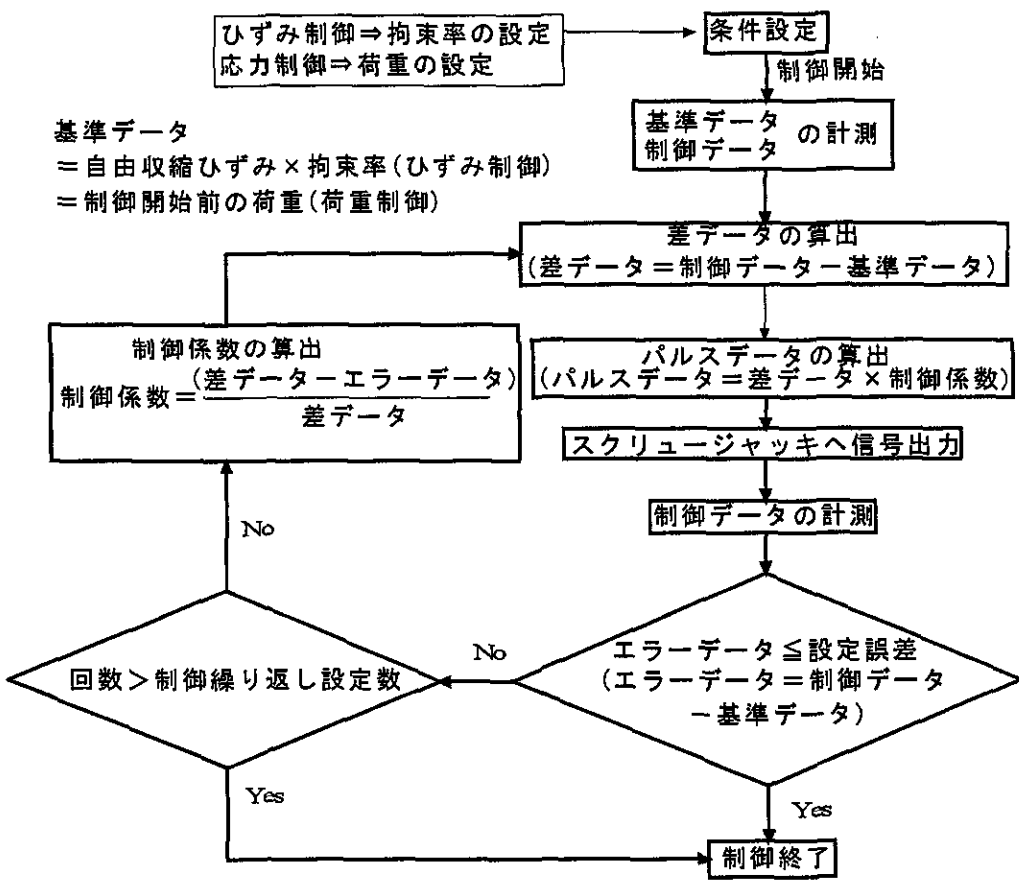 ひずみ制御⇒拘束率の設定
応力制御⇒荷重の設定
条件設定
制御開始
基準データ
制御データ の計測
基準データ
＝自由収縮ひずみ×拘束率(ひずみ制御)
＝制御開始前の荷重(荷重制御)
差データの算出
(差データ＝制御データー基準データ)
制御係数の算出
制御係数＝(差データーエラーデータ)
差データ
パルスデータの算出
(パルスデータ＝差データ×制御係数)
スクリュージャッキへ信号出力
制御データの計測
No
エラーデータ≦設定誤差
(エラーデータ＝制御データ
－基準データ)
No
回数＞制御繰り返し設定数
Yes
Yes
制御終了